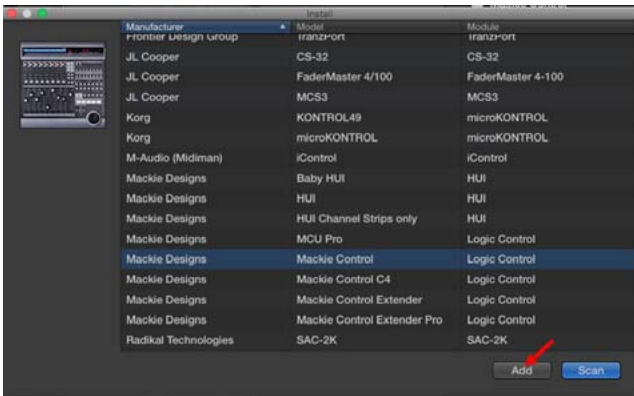 Install
Manufacturer Model Module
Frontier Design Group TranzPort TranzPort
JL Cooper CS-32 CS-32
JL Cooper FaderMaster 4/100 FaderMaster 4-100
JL Cooper MCS3 MCS3
Korg KONTROL49 microKONTROL
Korg microKONTROL microKONTROL
M-Audio (Midiman) iControl iControl
Mackie Designs Baby HUI HUI
Mackie Designs HUI HUI
Mackie Designs HUI Channel Strips only HUI
Mackie Designs MCU Pro Logic Control
Mackie Designs Mackie Control Logic Control
Mackie Designs Mackie Control C4 Logic Control
Mackie Designs Mackie Control Extender Logic Control
Mackie Designs Mackie Control Extender Pro Logic Control
Radikal Technologies SAC-2K SAC-2K
Add Scan